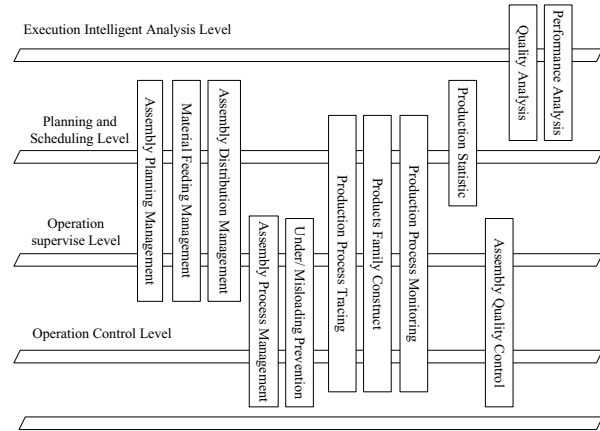 Execution Intelligent Analysis Level
Planning and
Scheduling Level
Operation
supervise Level
Operation Control Level
Assembly Planning Management
Material Feeding Management
Assembly Distribution Management
Assembly Process Management
Under/ Misloading Prevention
Production Process Tracing
Products Family Construct
Production Process Monitoring
Production Statistic
Assembly Quality Control
Quality Analysis
Performance Analysis